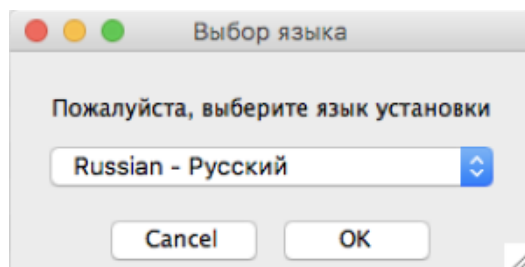 Выбор языка
Пожалуйста, выберите язык установки
Russian - Русский
Cancel OK